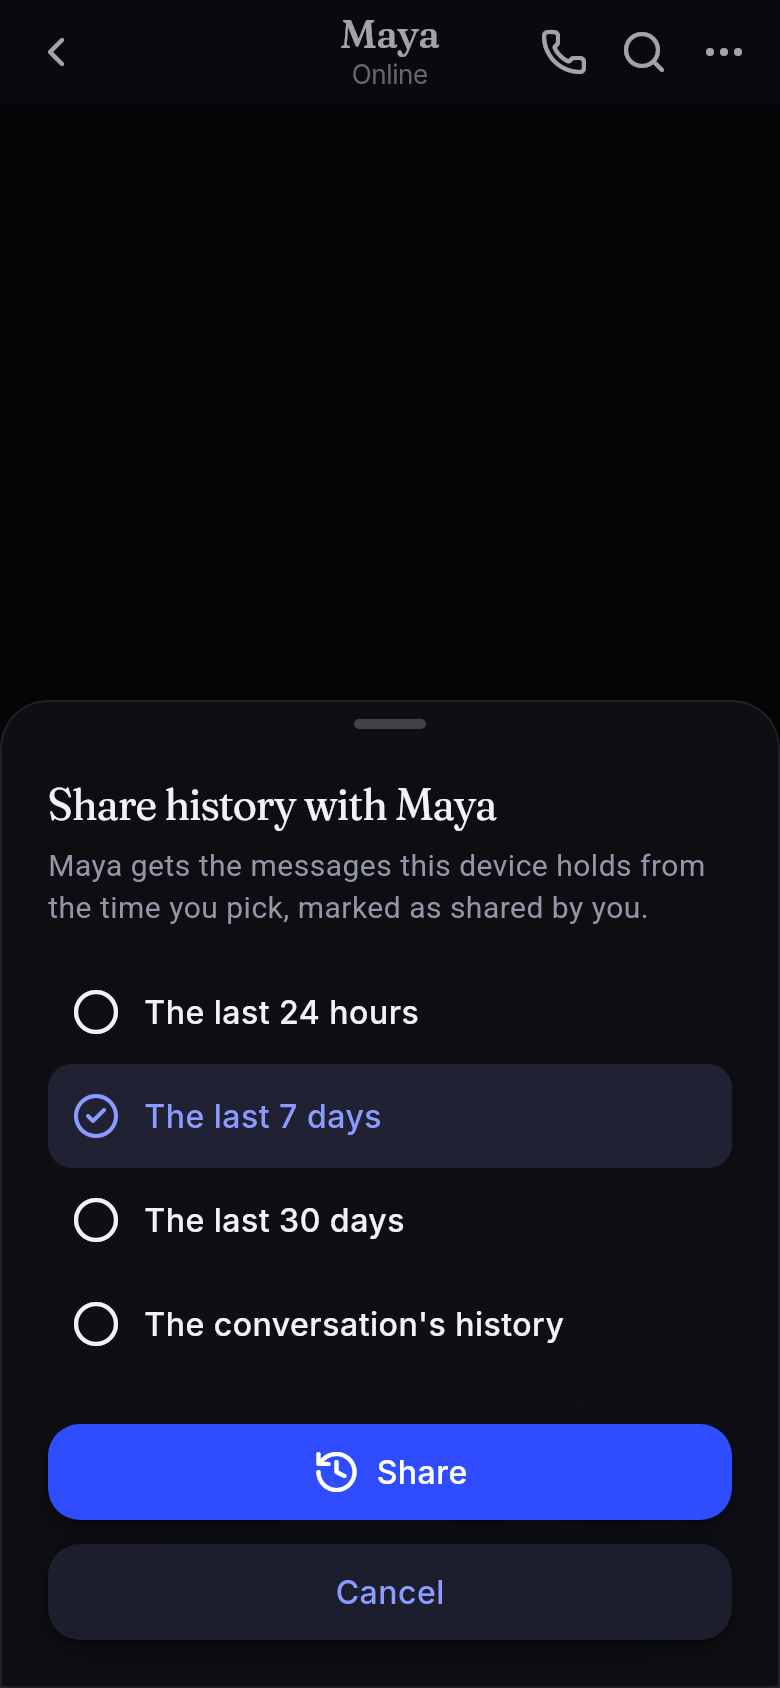 Maya
Online
Share history with Maya
Maya gets the messages this device holds from
the time you pick, marked as shared by you.
The last 24 hours
The last 7 days
The last 30 days
The conversation's history
Share
Cancel